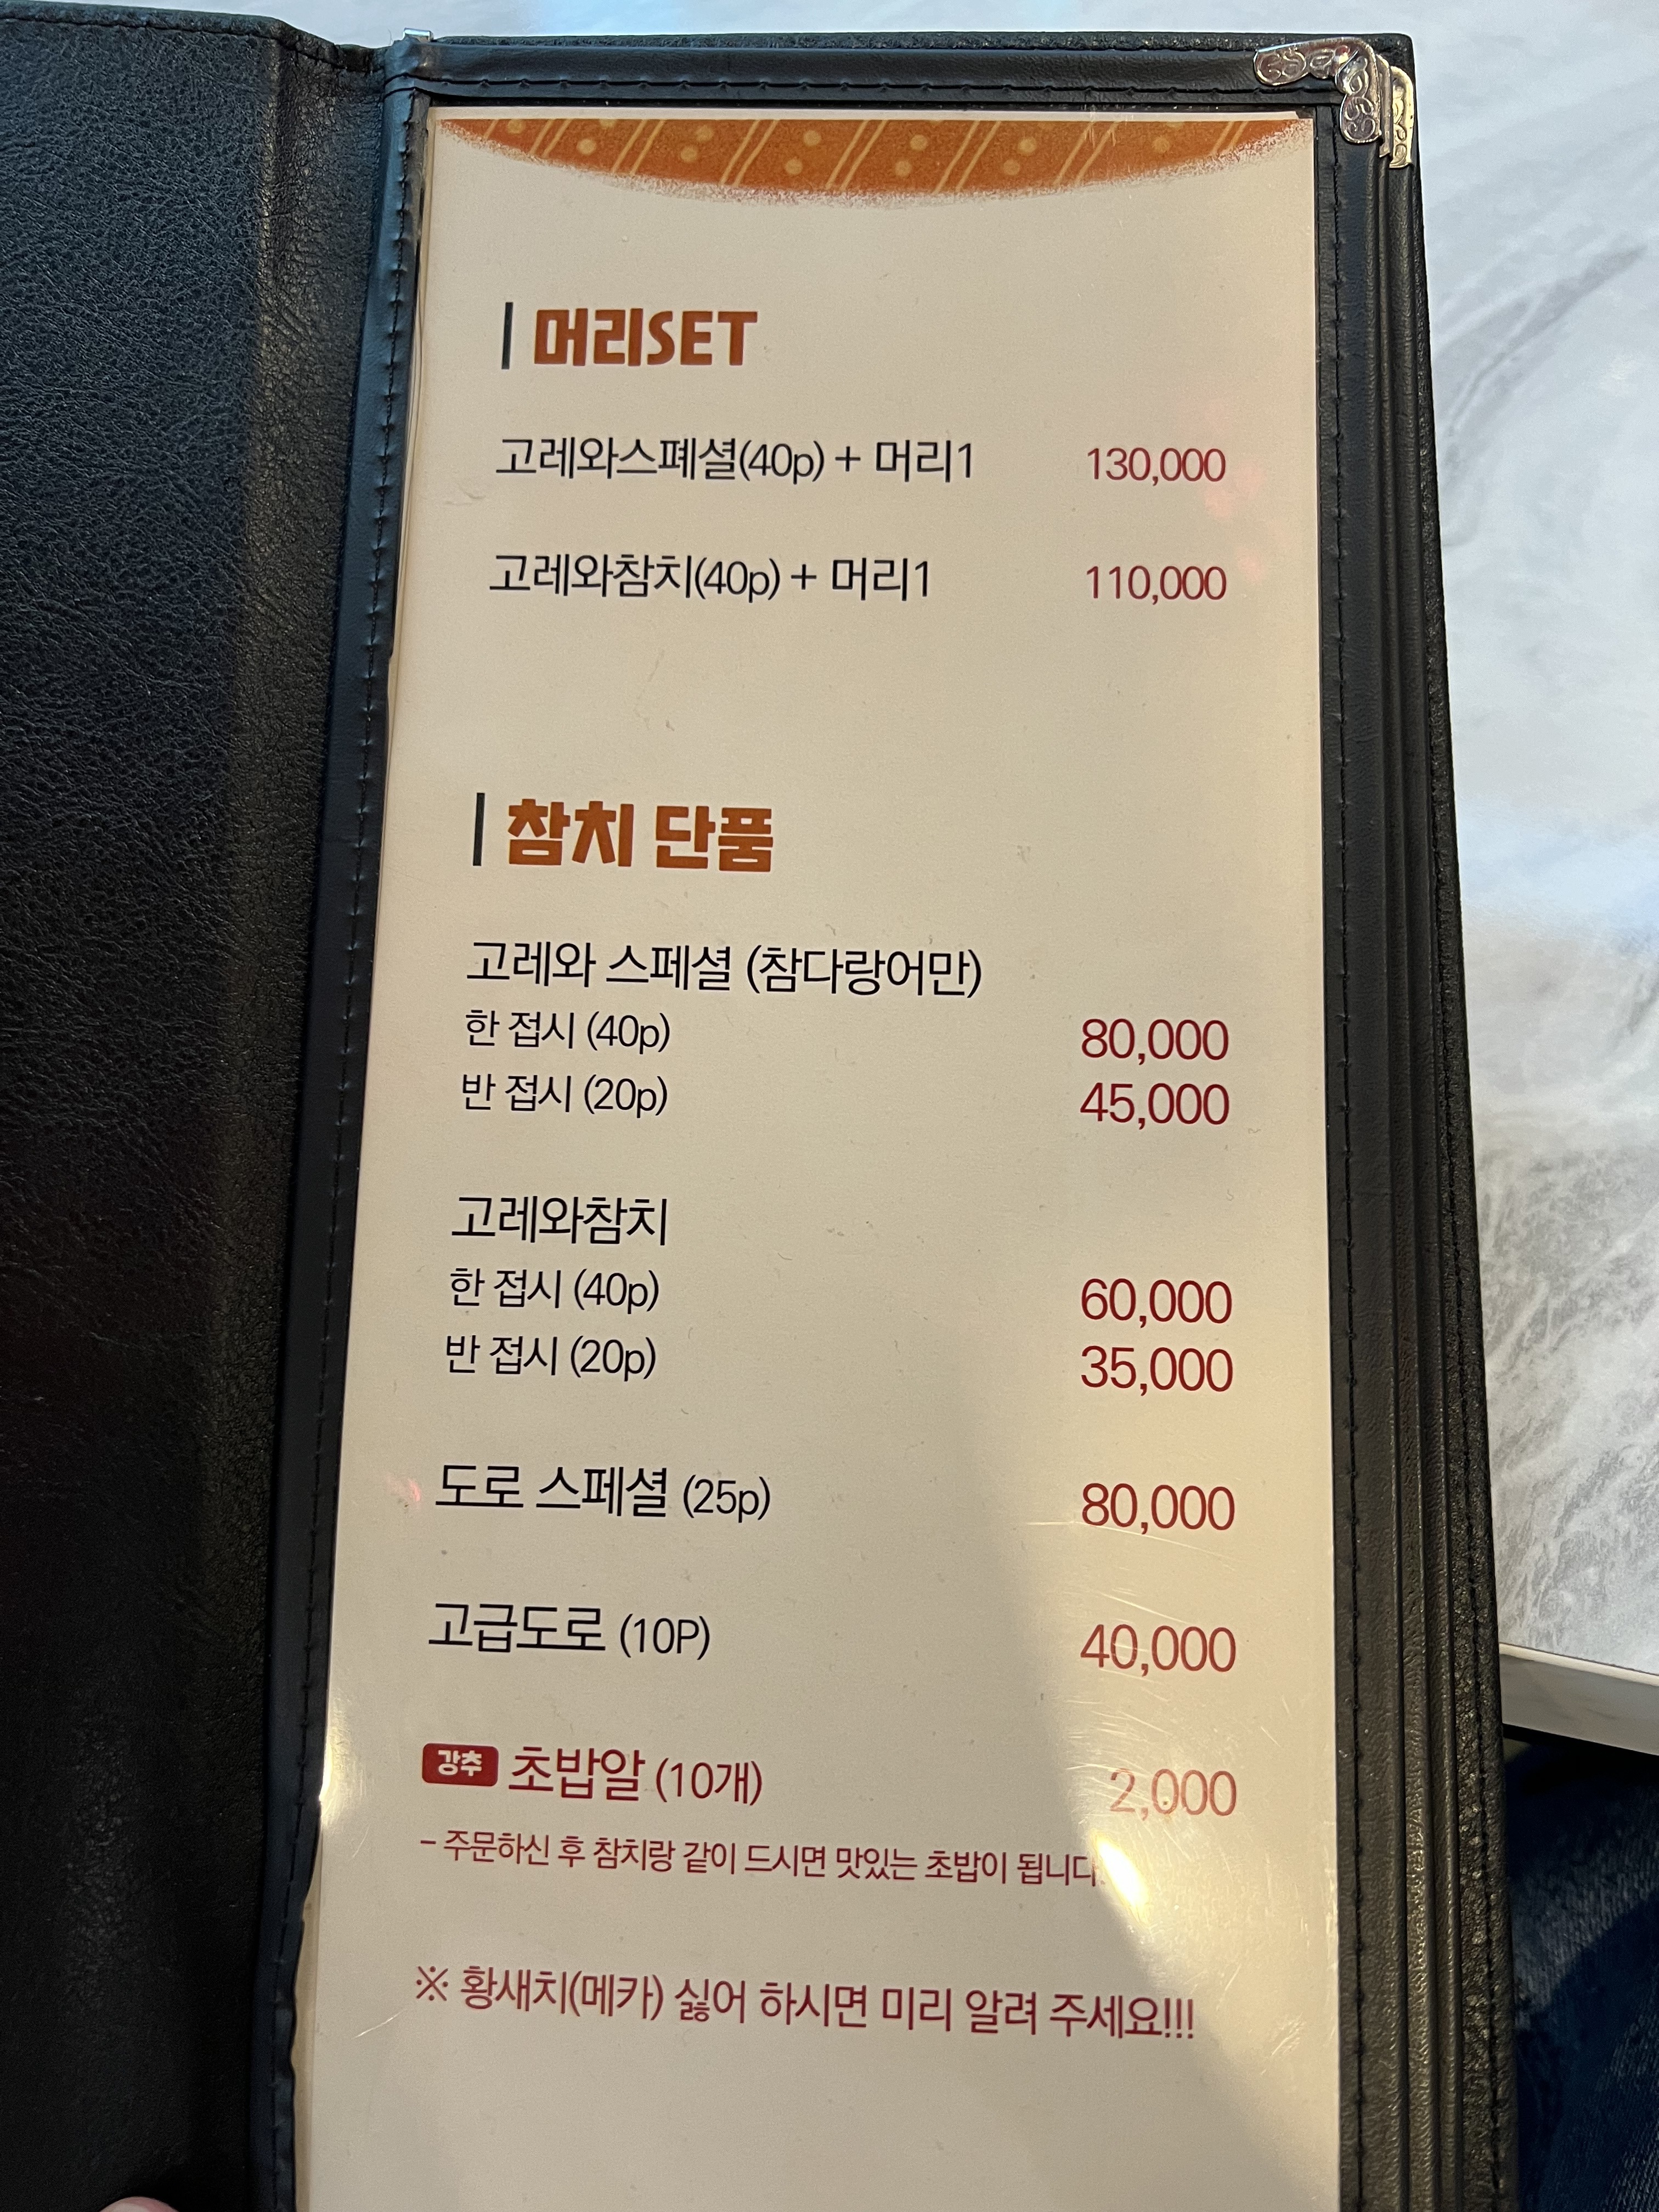 머리SET
고레와스폐셜(40p) + 머리1 130,000
고레와참치(40p) + 머리1 110,000
참치 단품
고레와 스페셜 (참다랑어만)
한 접시 (40p) 80,000
반 접시 (20p) 45,000
고레와참치
한 접시 (40p) 60,000
반 접시 (20p) 35,000
도로 스페셜 (25p) 80,000
고급도로 (10P) 40,000
강추 초밥알 (10개) 2,000
- 주문하신 후 참치랑 같이 드시면 맛있는 초밥이 됩니다.
※ 황새치(메카) 싫어 하시면 미리 알려 주세요!!!